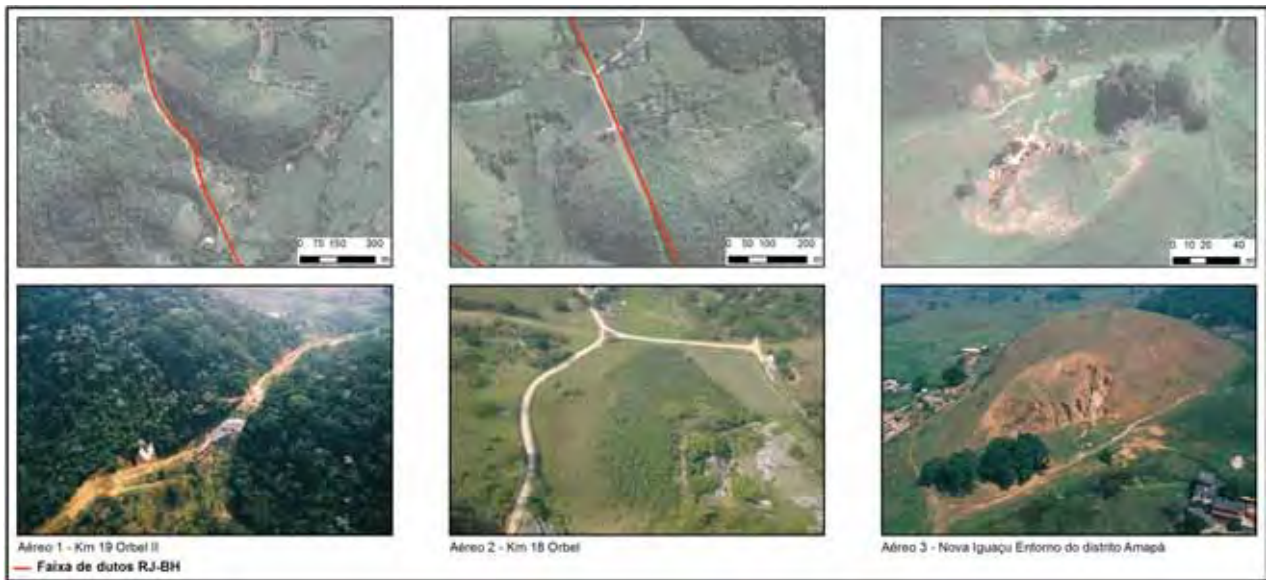 0 75 150 300
m
0 50 100 200
m
0 10 20 40
m
Aéreo 1 - Km 19 Orbel II
Aéreo 2 - Km 18 Orbel
Aéreo 3 - Nova Iguaçu Entorno do distrito Amapá
Faixa de dutos RJ-BH